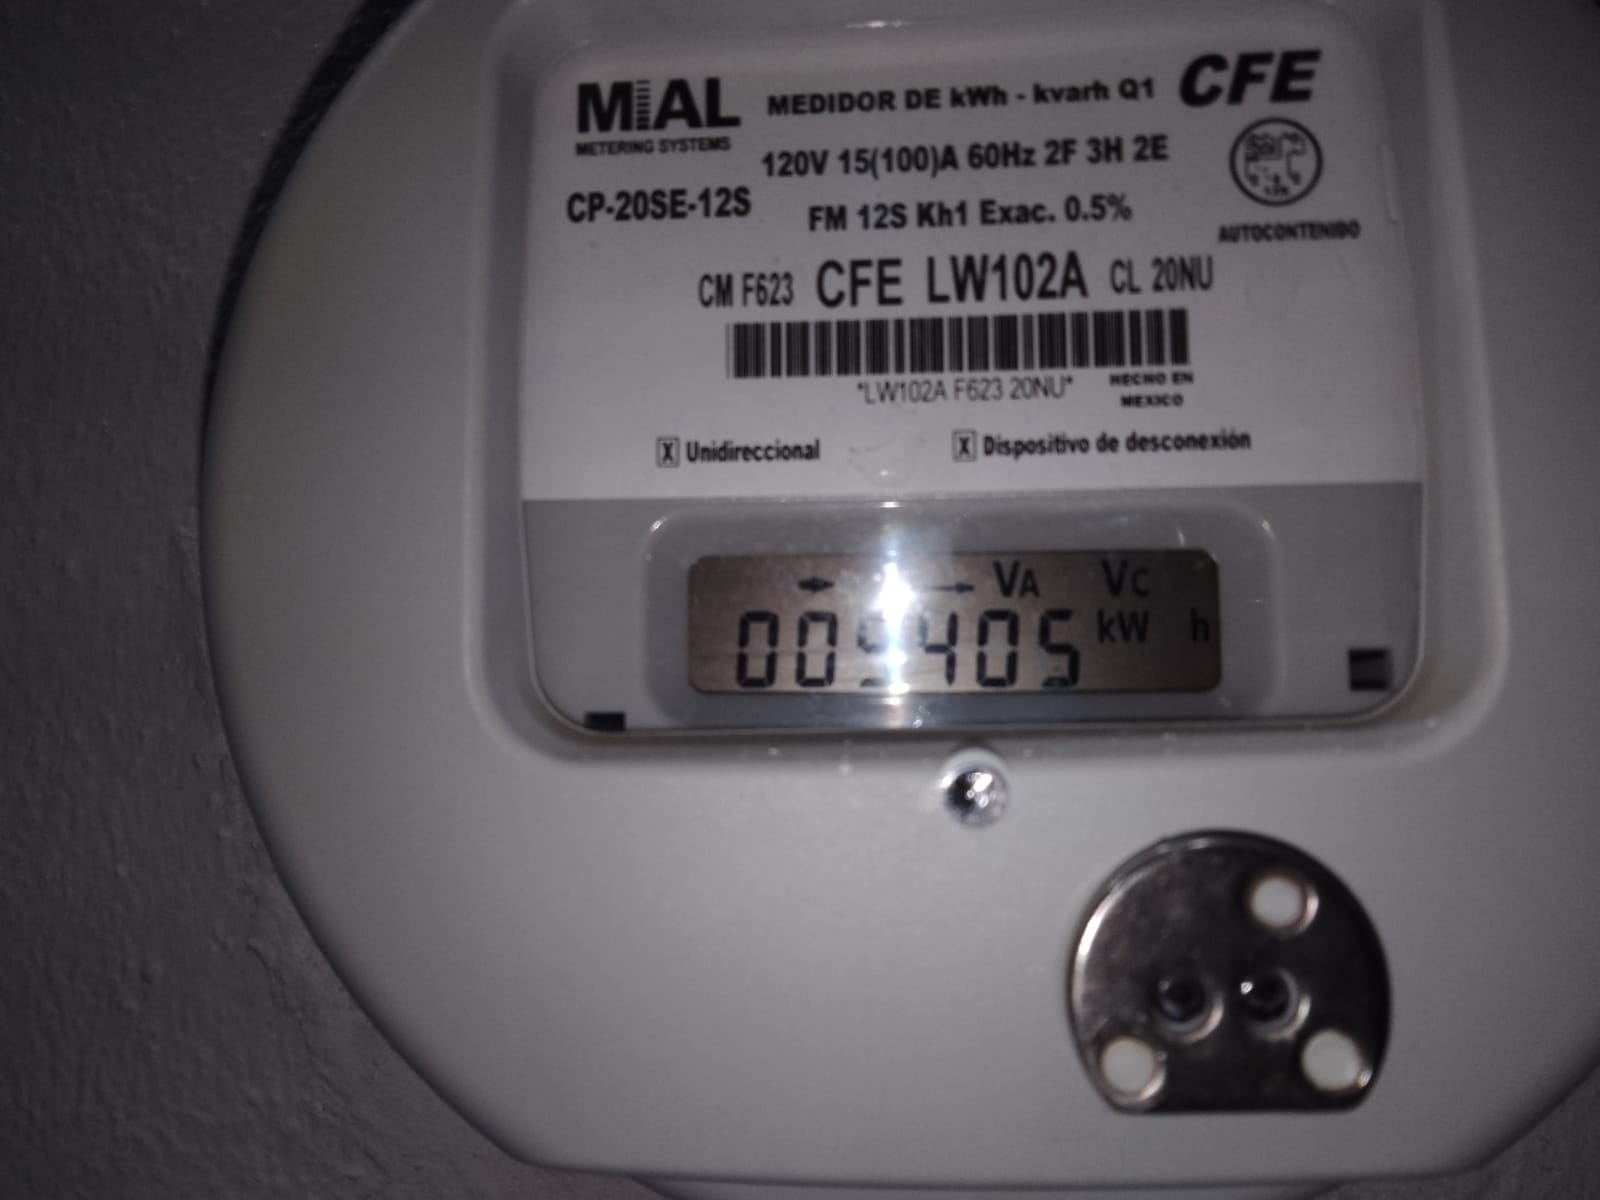 MIAL
METERING SYSTEMS
MEDIDOR DE kWh - kvarh Q1
CFE
120V 15(100)A 60Hz 2F 3H 2E
CP-20SE-12S
FM 12S Kh1 Exac. 0.5%
AUTOCONTENIDO
CM F623 CFE LW102A CL 20NU
*LW102A F623 20NU*
HECHO EN
MEXICO
X Unidireccional
X Dispositivo de desconexión
VA VC
kW h